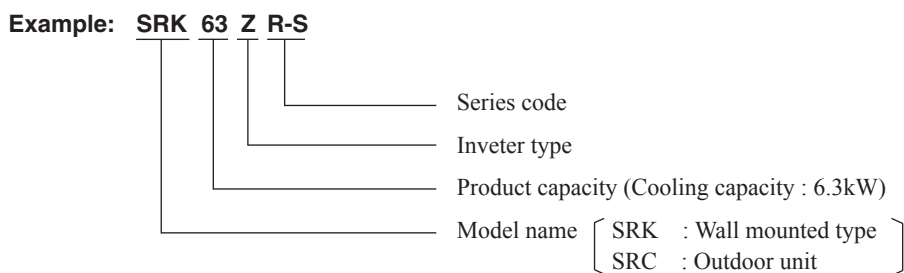 Example: SRK 63 Z R-S
Series code
Inveter type
Product capacity (Cooling capacity : 6.3kW)
Model name SRK : Wall mounted type
SRC : Outdoor unit